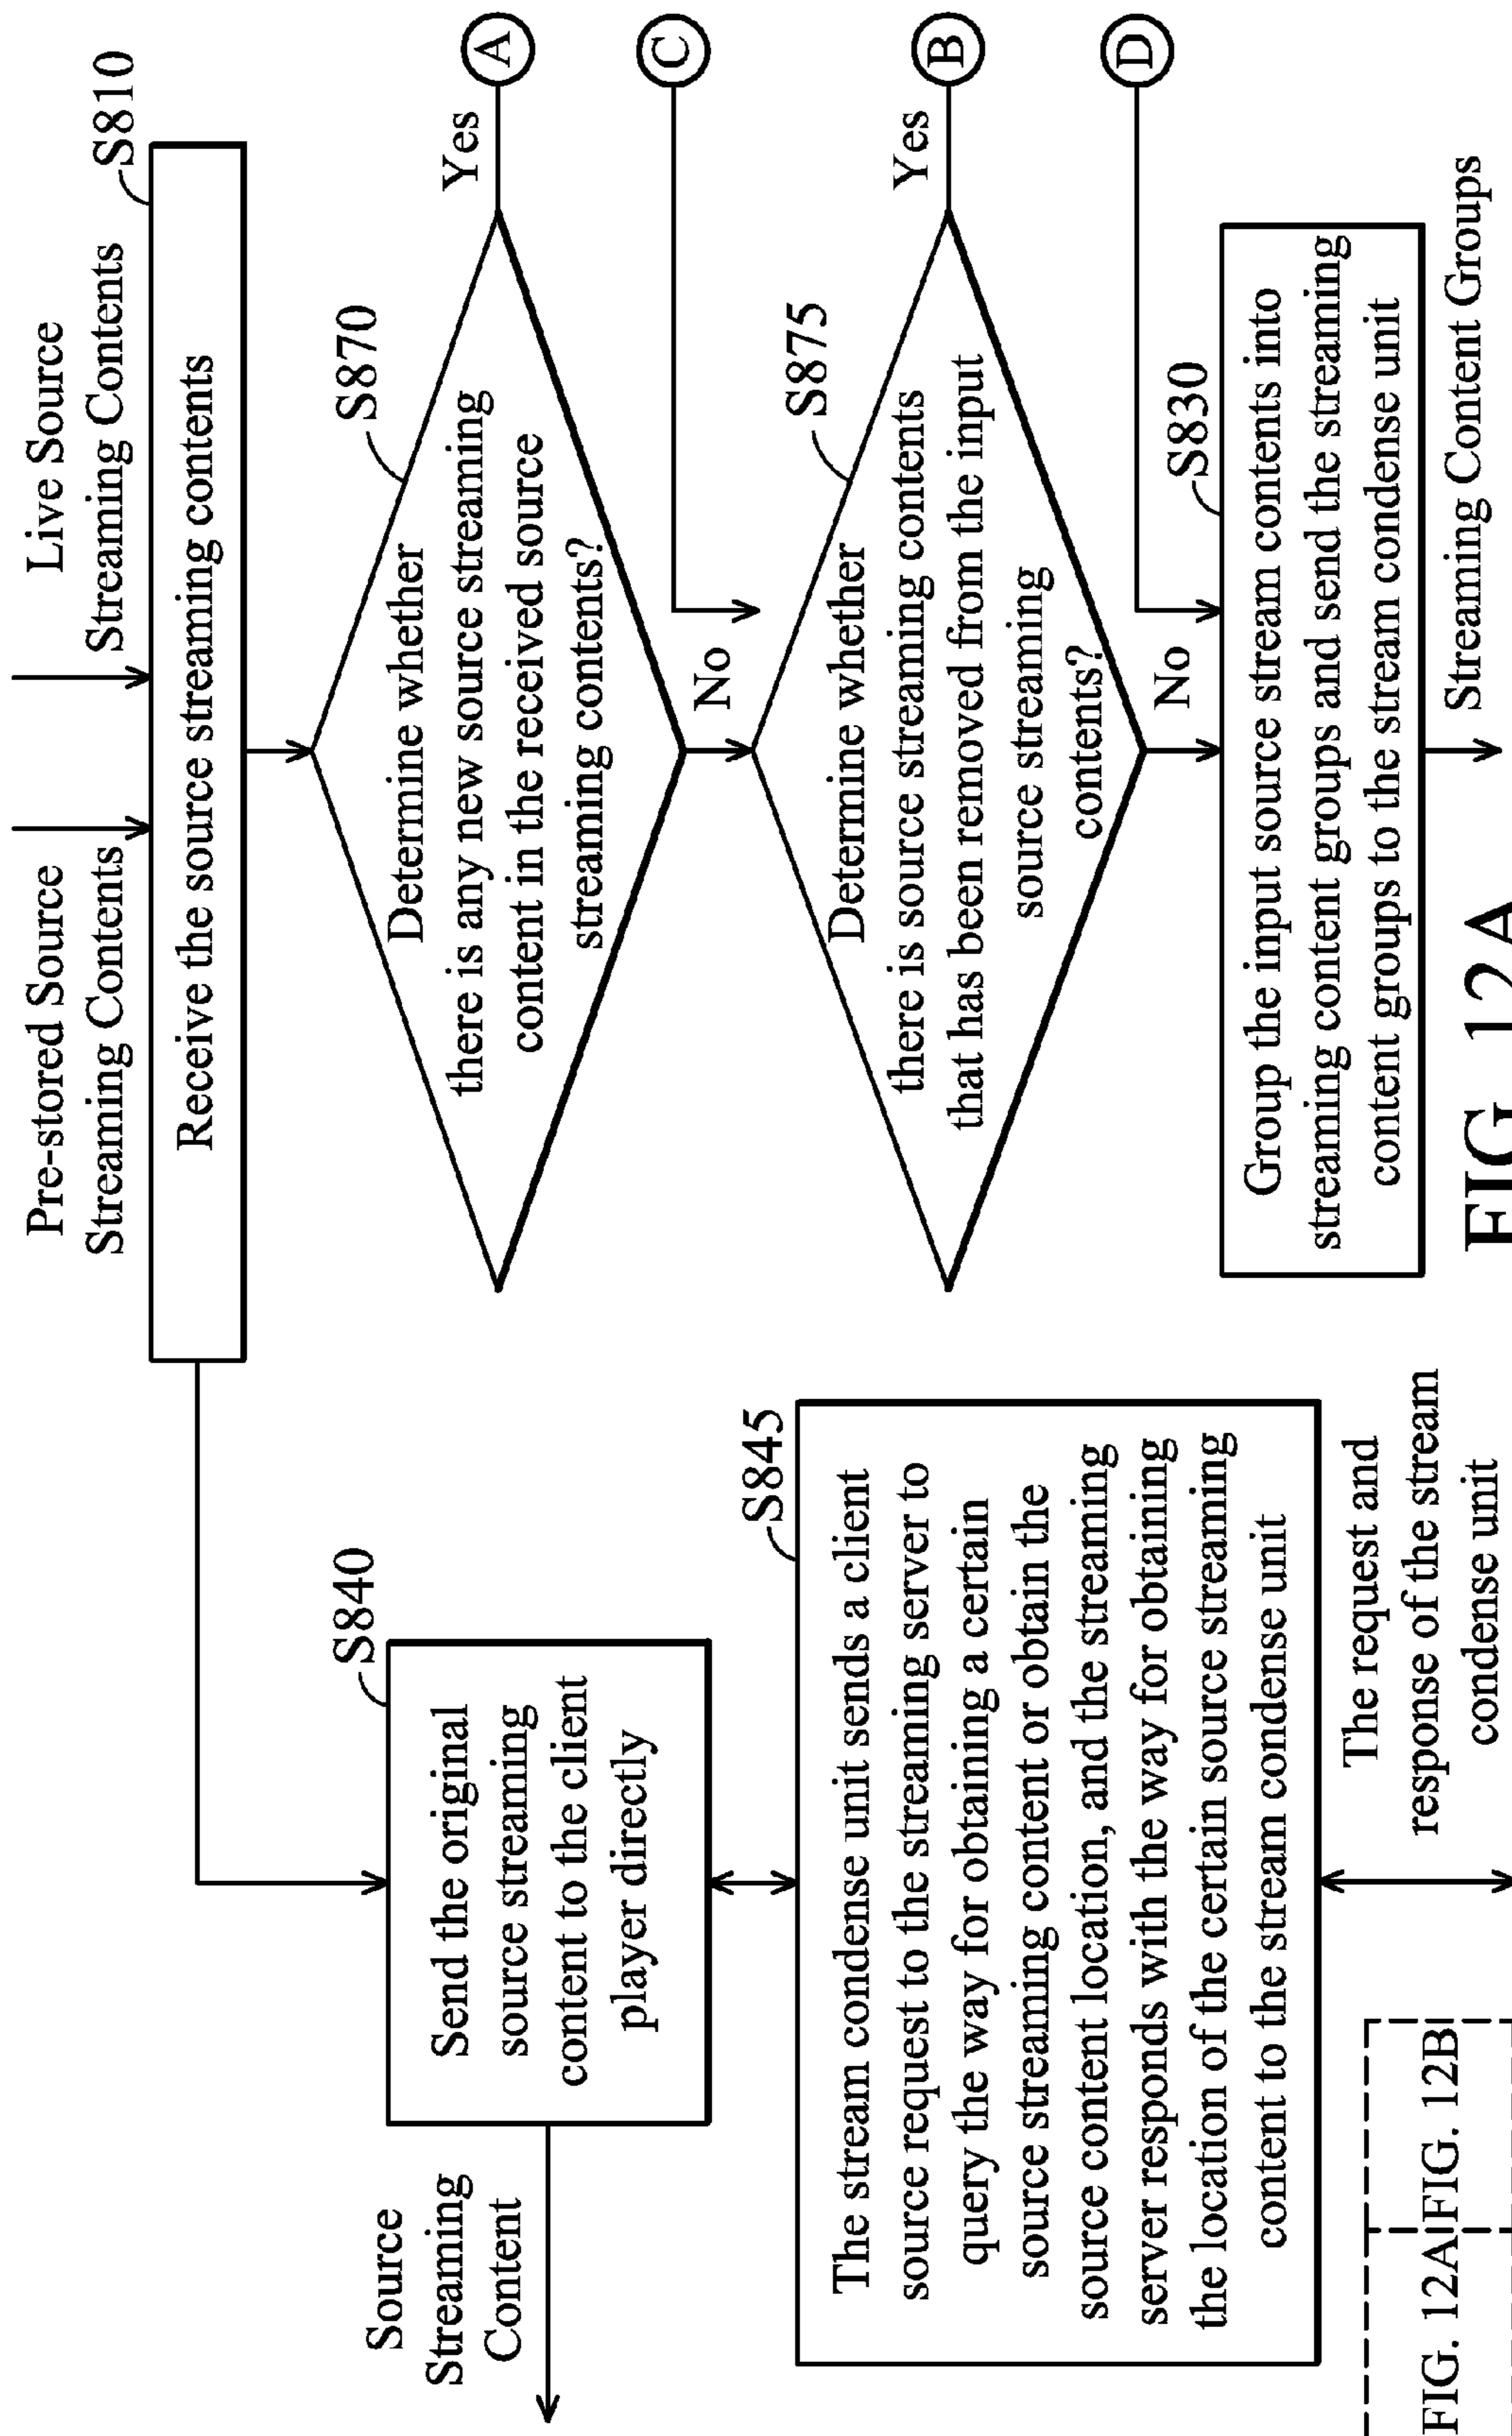 Pre-stored Source
Streaming Contents
Live Source
Streaming Contents
S810
Receive the source streaming contents
S870
Determine whether
there is any new source streaming
content in the received source
streaming contents?
Yes
A
C
No
S875
Determine whether
there is source streaming contents
that has been removed from the input
source streaming
contents?
Yes
B
D
No
S830
Group the input source stream contents into
streaming content groups and send the streaming
content groups to the stream condense unit
Streaming Content Groups
S840
Send the original
source streaming
content to the client
player directly
Source
Streaming
Content
S845
The stream condense unit sends a client
source request to the streaming server to
query the way for obtaining a certain
source streaming content or obtain the
source content location, and the streaming
server responds with the way for obtaining
the location of the certain source streaming
content to the stream condense unit
The request and
response of the stream
condense unit
FIG. 12A FIG. 12B
FIG. 12A